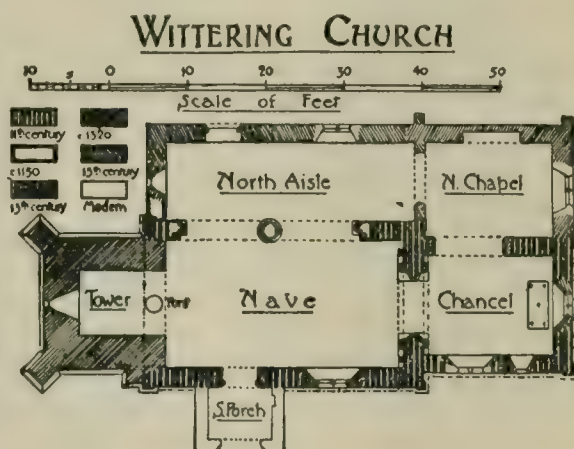 WITTERING CHURCH
10 5 0 10 20 30 40 50
Scale of Feet
11th century c 1320
c 1150 15th century
13th century Modern
North Aisle N. Chapel
Tower Font Nave Chancel
S. Porch